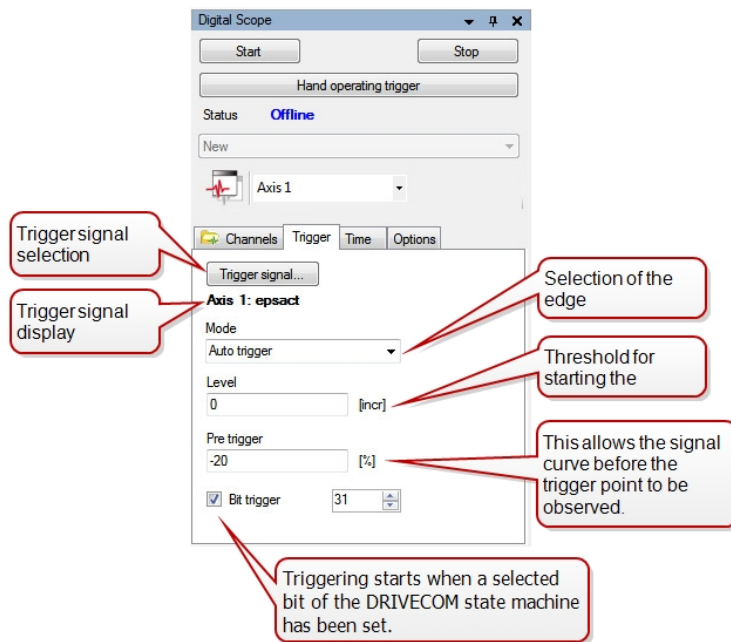 Digital Scope
Start
Stop
Hand operating trigger
Status
Offline
New
Axis 1
Channels
Trigger
Time
Options
Trigger signal
selection
Trigger signal...
Trigger signal
display
Axis 1: epsact
Selection of the
edge
Mode
Auto trigger
Threshold for
starting the
Level
0
[incr]
Pre trigger
-20
[%]
This allows the signal
curve before the
trigger point to be
observed.
Bit trigger
31
Triggering starts when a selected
bit of the DRIVECOM state machine
has been set.